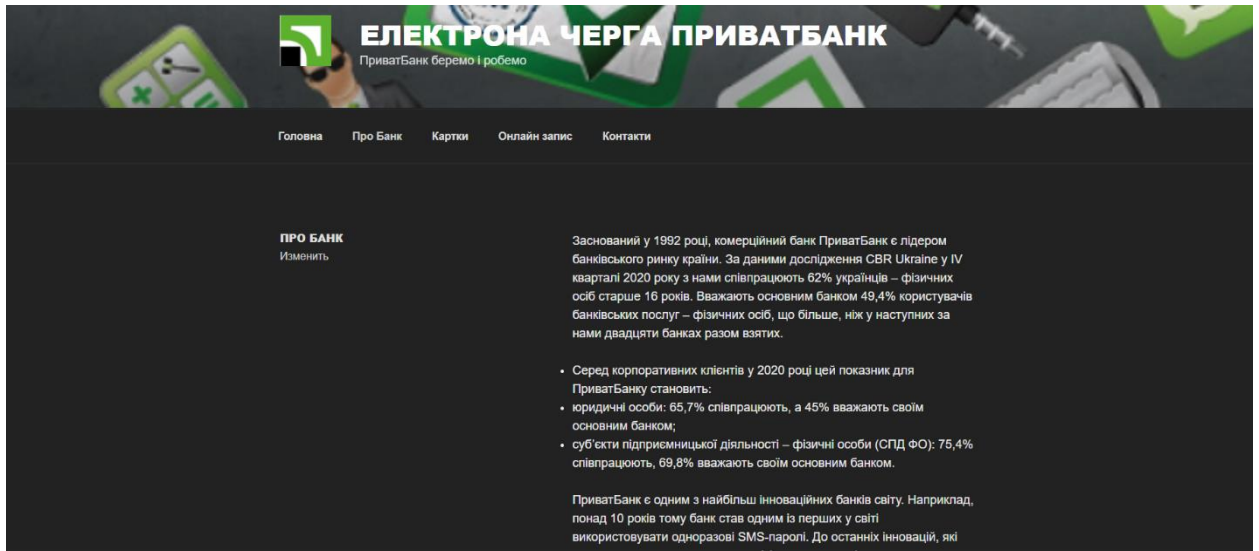 ЕЛЕКТРОНА ЧЕРГА ПРИВАТБАНК
ПриватБанк беремо і робемо
Головна Про Банк Картки Онлайн запис Контакти
ПРО БАНК
Изменить
Заснований у 1992 році, комерційний банк ПриватБанк є лідером
банківського ринку країни. За даними дослідження CBR Ukraine у IV
кварталі 2020 року з нами співпрацюють 62% українців – фізичних
осіб старше 16 років. Вважають основним банком 49,4% користувачів
банківських послуг – фізичних осіб, що більше, ніж у наступних за
нами двадцяти банках разом взятих.
• Серед корпоративних клієнтів у 2020 році цей показник для
ПриватБанку становить:
• юридичні особи: 65,7% співпрацюють, а 45% вважають своїм
основним банком;
• суб’єкти підприємницької діяльності – фізичні особи (СПД ФО): 75,4%
співпрацюють, 69,8% вважають своїм основним банком.
ПриватБанк є одним з найбільш інноваційних банків світу. Наприклад,
понад 10 років тому банк став одним із перших у світі
використовувати одноразові SMS-паролі. До останніх інновацій, які